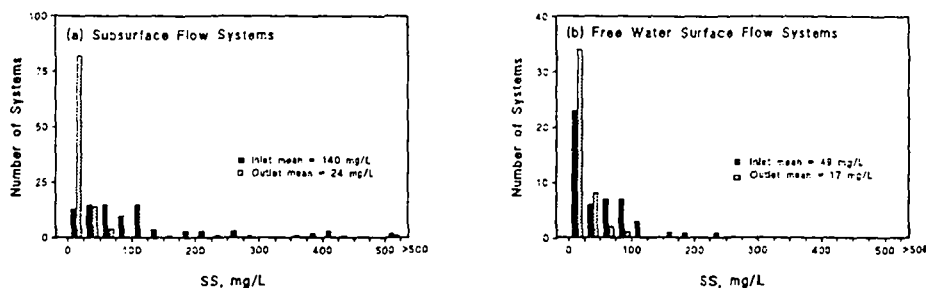 (a) Subsurface Flow Systems
Number of Systems
100
75
50
25
0
Inlet mean = 140 mg/L
Outlet mean = 24 mg/L
0 100 200 300 400 500 >500
SS, mg/L
(b) Free Water Surface Flow Systems
Number of Systems
40
30
20
10
0
Inlet mean = 49 mg/L
Outlet mean = 17 mg/L
0 100 200 300 400 500 >500
SS, mg/L